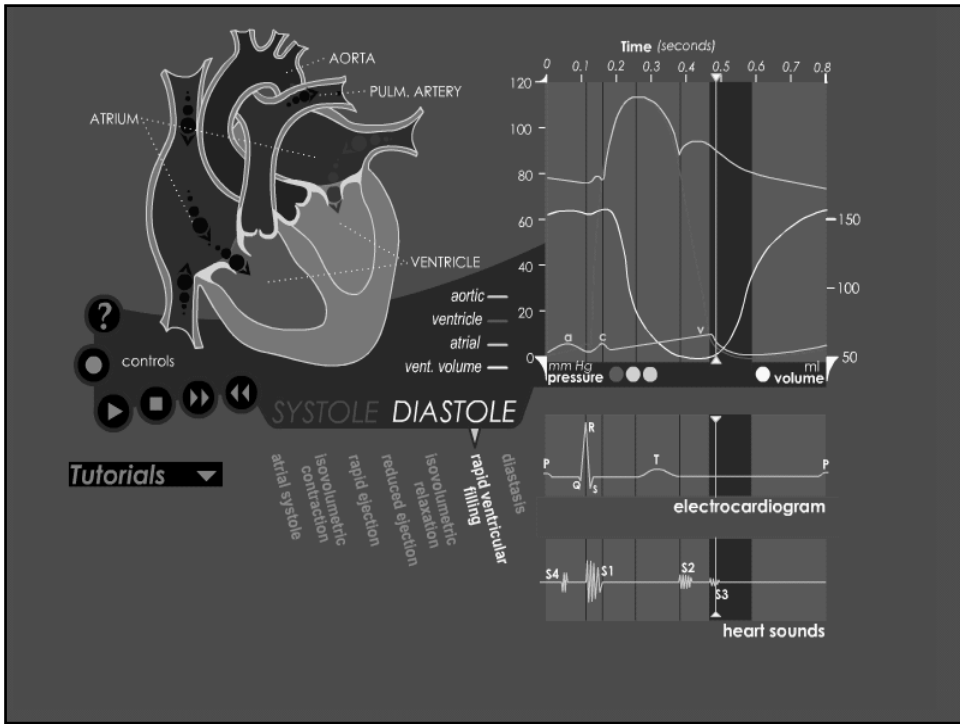 Time (seconds)
0 0.1 0.2 0.3 0.4 0.5 0.6 0.7 0.8
AORTA
PULM. ARTERY
ATRIUM
VENTRICLE
120
100
80
60
40
20
0
150
100
50
a c v
aortic
ventricle
atrial
vent. volume
mm Hg
pressure
ml
volume
?
controls
SYSTOLE DIASTOLE
atrial systole
isovolumetric
contraction
rapid ejection
reduced ejection
isovolumetric
relaxation
rapid ventricular
filling
diastasis
Tutorials
P Q R S T P
electrocardiogram
S4 S1 S2 S3
heart sounds